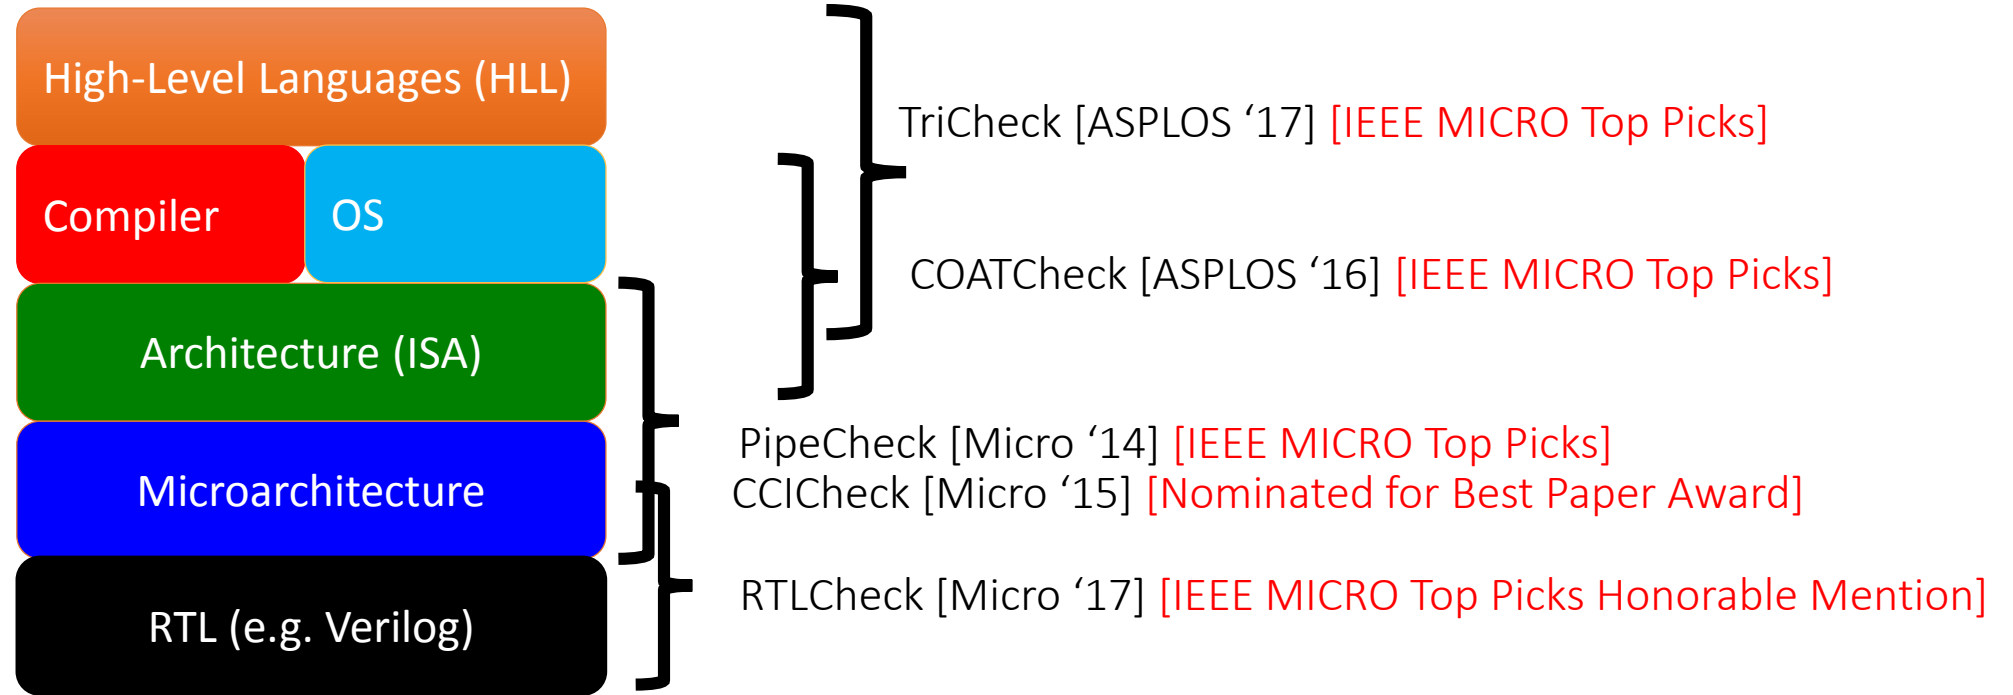 High-Level Languages (HLL)
Compiler
OS
Architecture (ISA)
Microarchitecture
RTL (e.g. Verilog)
TriCheck [ASPLOS ‘17] [IEEE MICRO Top Picks]
COATCheck [ASPLOS ‘16] [IEEE MICRO Top Picks]
PipeCheck [Micro ‘14] [IEEE MICRO Top Picks]
CCICheck [Micro ‘15] [Nominated for Best Paper Award]
RTLCheck [Micro ‘17] [IEEE MICRO Top Picks Honorable Mention]